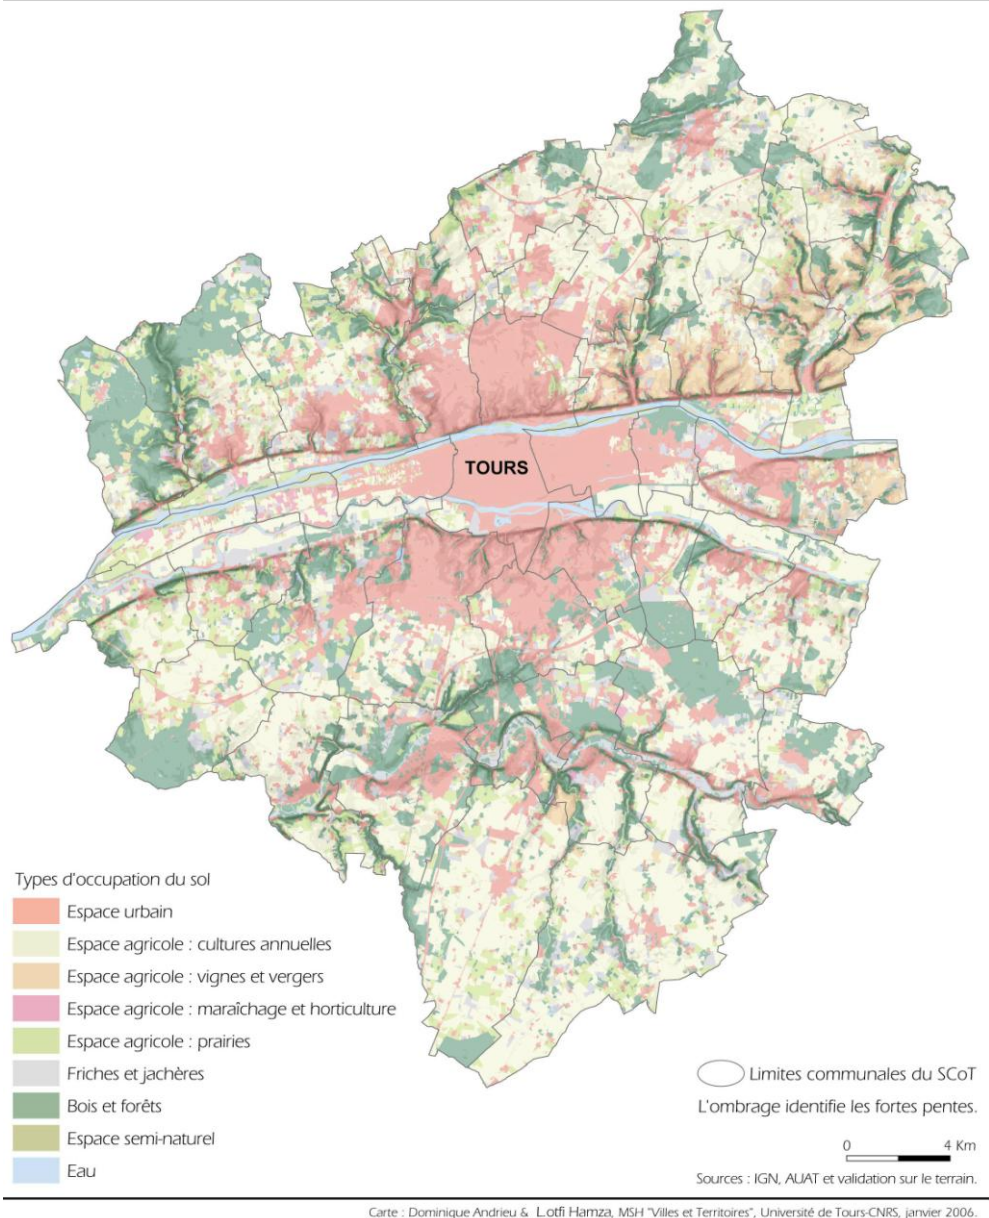 TOURS
Types d'occupation du sol
Espace urbain
Espace agricole : cultures annuelles
Espace agricole : vignes et vergers
Espace agricole : maraîchage et horticulture
Espace agricole : prairies
Friches et jachères
Bois et forêts
Espace semi-naturel
Eau
Limites communales du SCoT
L'ombrage identifie les fortes pentes.
0 4 Km
Sources : IGN, AUAT et validation sur le terrain.
Carte : Dominique Andrieu & Lotfi Hamza, MSH "Villes et Territoires", Université de Tours-CNRS, janvier 2006.